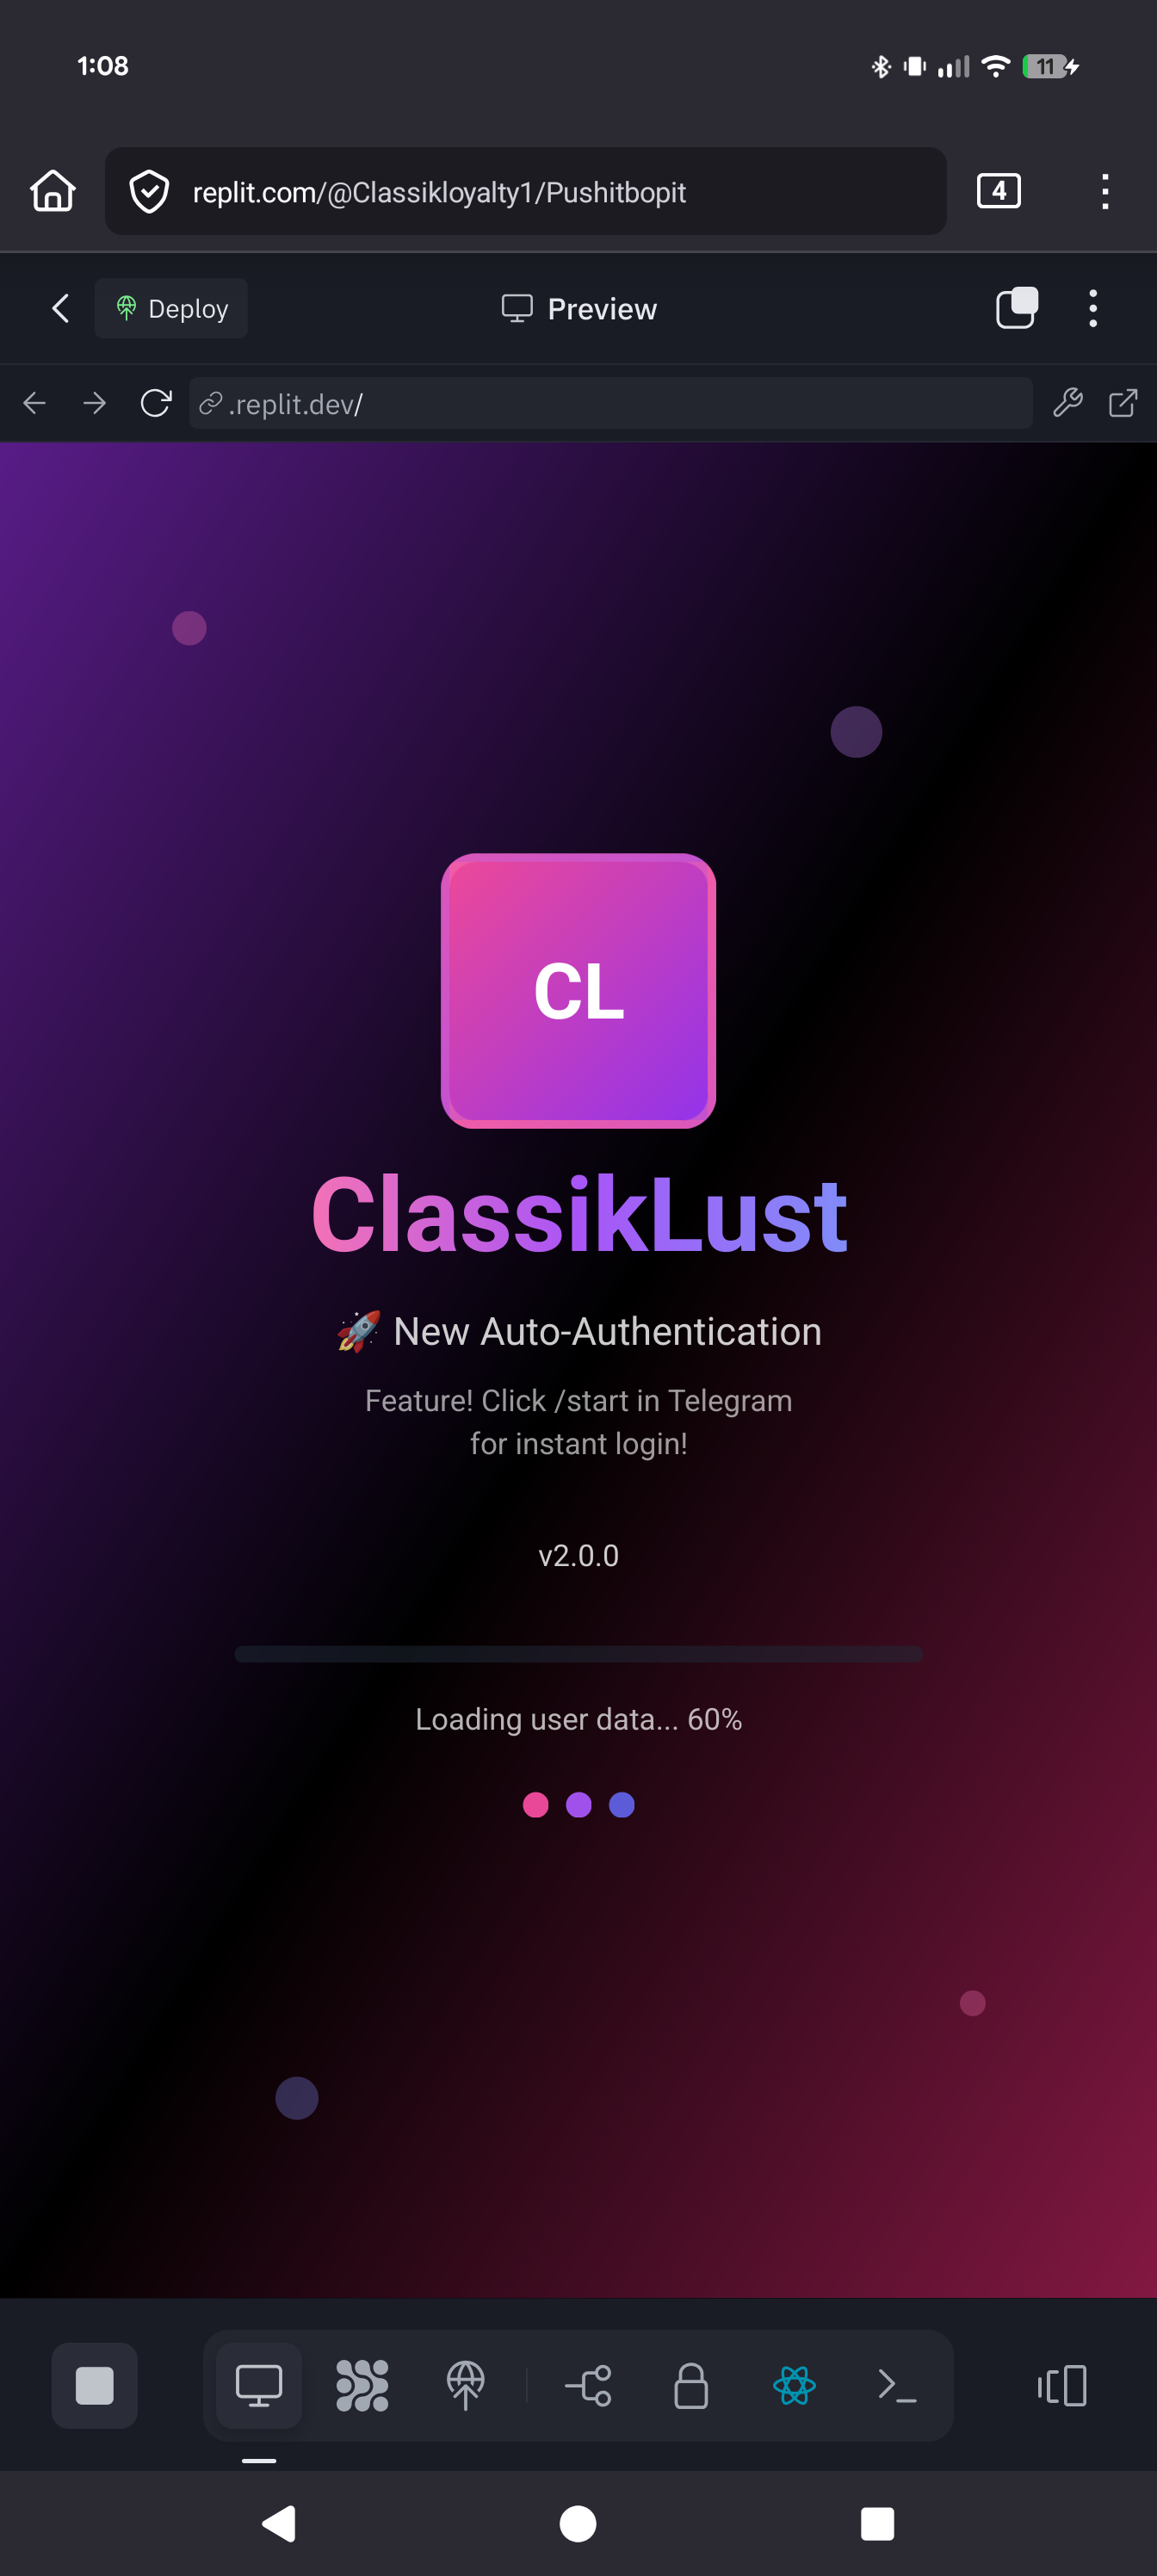 1:08
11
replit.com/@Classikloyalty1/Pushitbopit
4
Deploy
Preview
.replit.dev/
CL
ClassikLust
🚀 New Auto-Authentication
Feature! Click /start in Telegram
for instant login!
v2.0.0
Loading user data... 60%